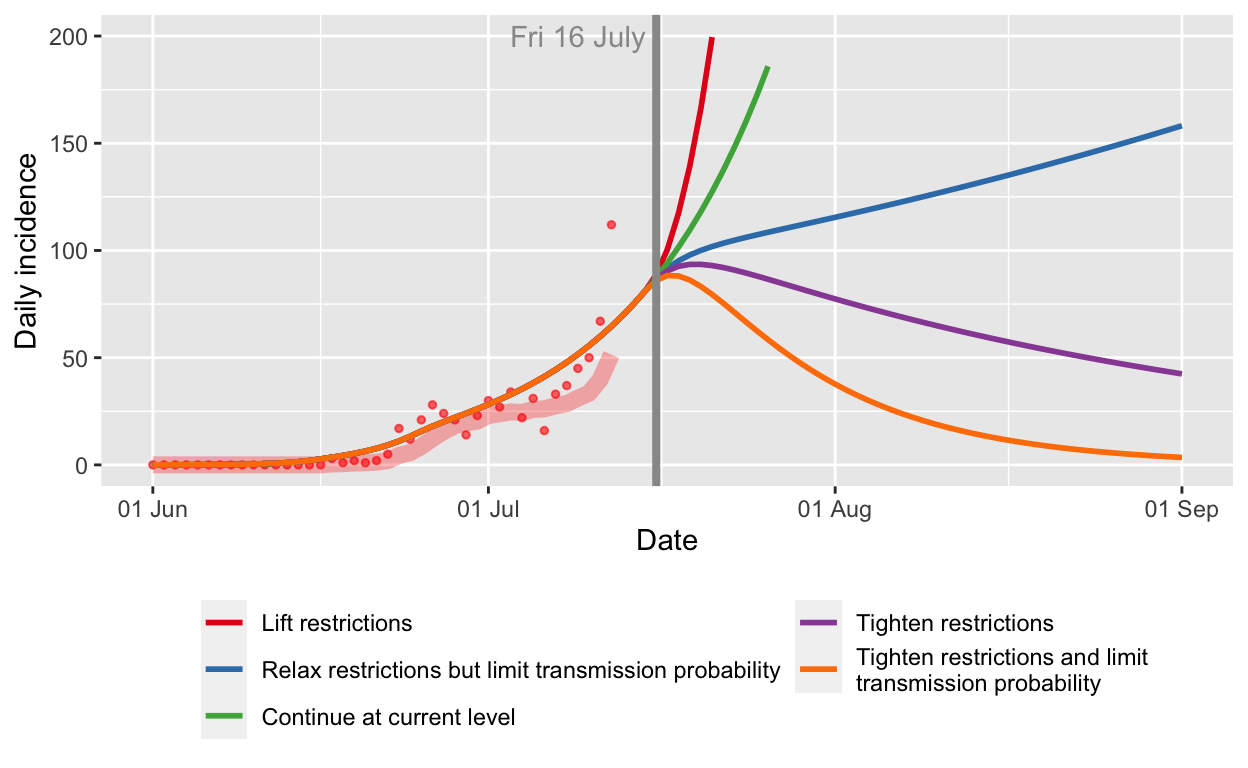 Fri 16 July
200
150
100
50
0
Daily incidence
01 Jun
01 Jul
01 Aug
01 Sep
Date
Lift restrictions
Relax restrictions but limit transmission probability
Continue at current level
Tighten restrictions
Tighten restrictions and limit
transmission probability